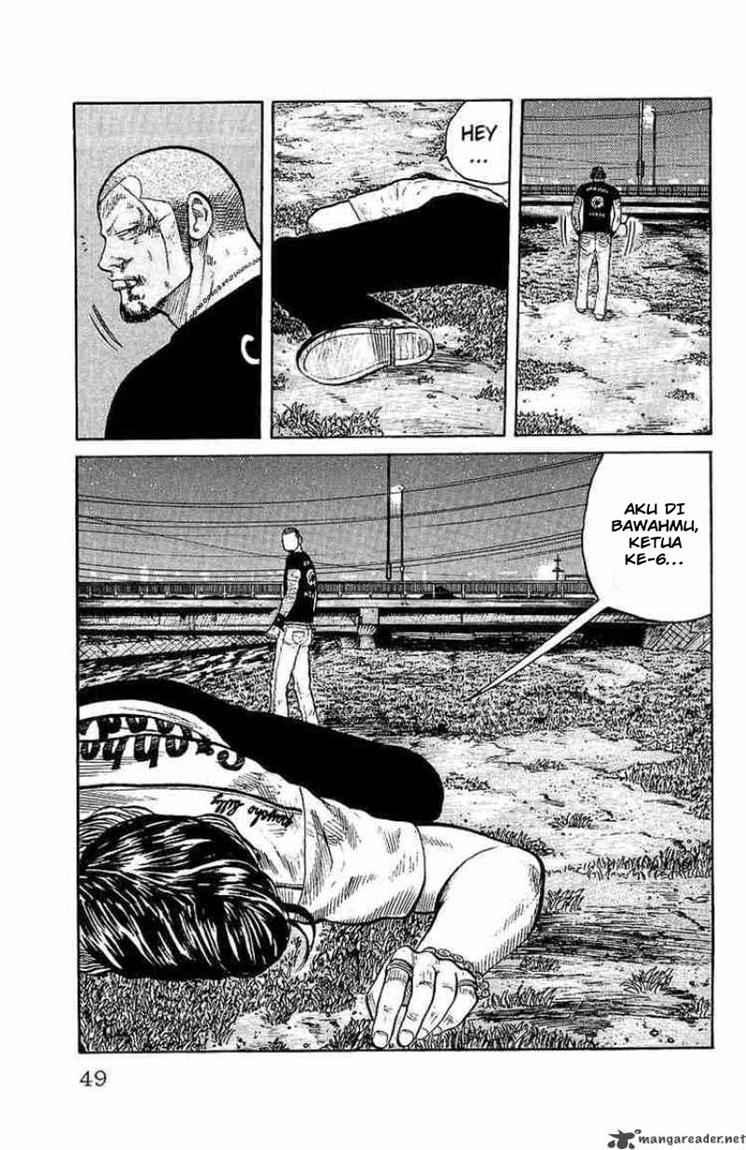 HEY
...
AKU DI
BAWAHMU,
KETUA
KE-6...
49
mangareader.net